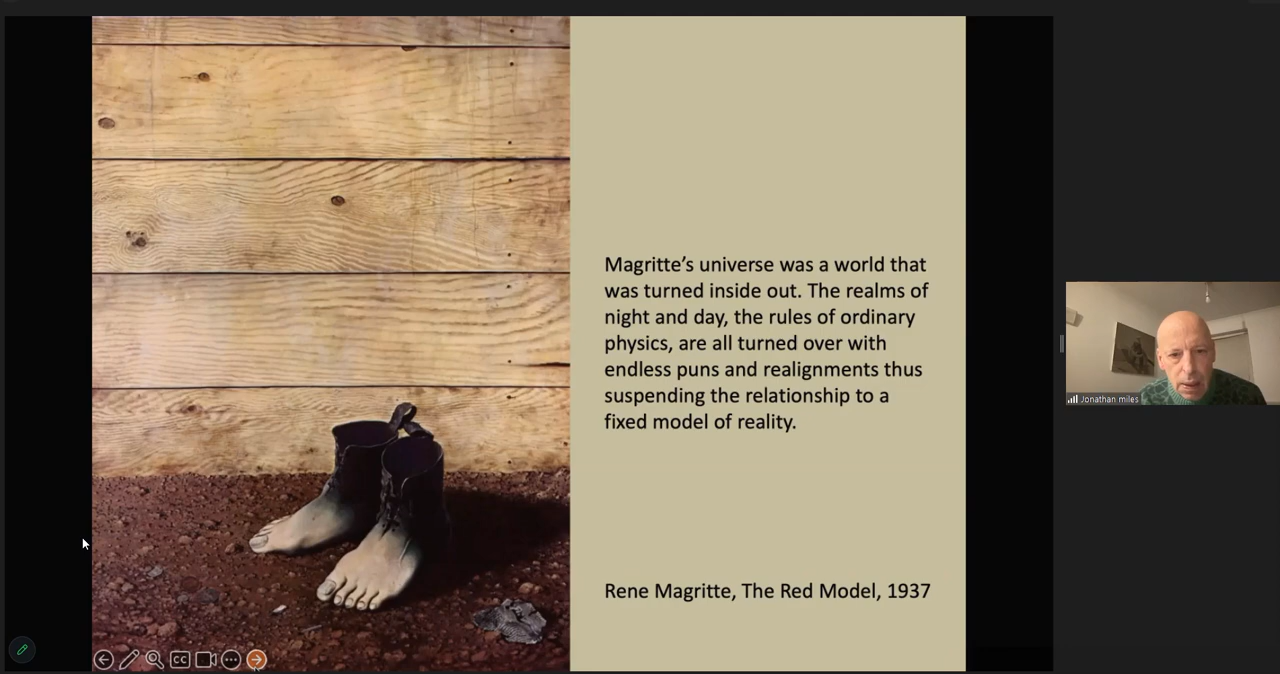 Magritte’s universe was a world that
was turned inside out. The realms of
night and day, the rules of ordinary
physics, are all turned over with
endless puns and realignments thus
suspending the relationship to a
fixed model of reality.
Rene Magritte, The Red Model, 1937
Jonathan miles
CC